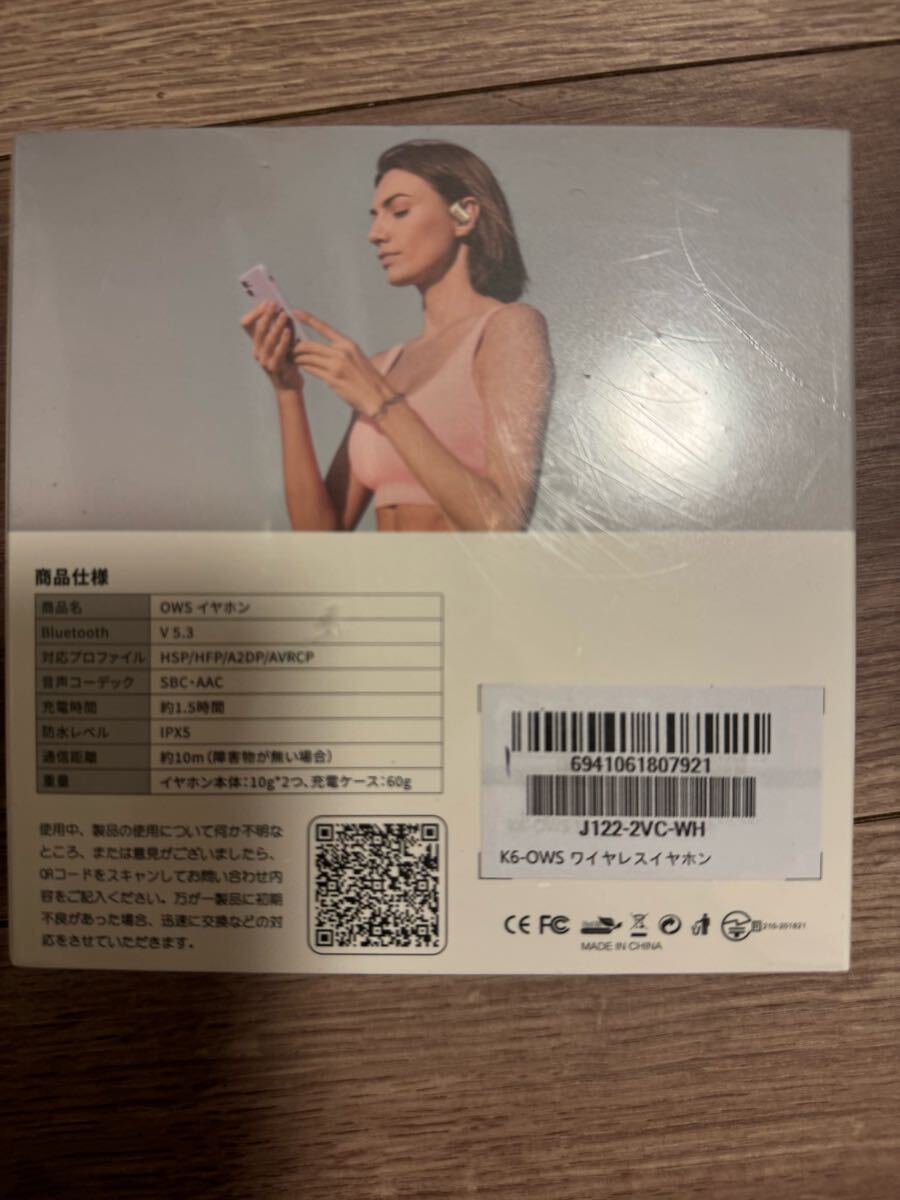 商品仕様
商品名 OWS イヤホン
Bluetooth V 5.3
対応プロファイル HSP/HFP/A2DP/AVRCP
音声コーデック SBC・AAC
充電時間 約1.5時間
防水レベル IPX5
通信距離 約10m（障害物が無い場合）
重量 イヤホン本体：10g*2つ、充電ケース：60g
使用中、製品の使用について何か不明な
ところ、または意見がございましたら、
QRコードをスキャンしてお問い合わせ内
容をご記入ください。万が一製品に初期
不良があった場合、迅速に交換などの対
応をさせていただきます。
6941061807921
J122-2VC-WH
K6-OWS ワイヤレスイヤホン
CE FC
R 210-201821
MADE IN CHINA